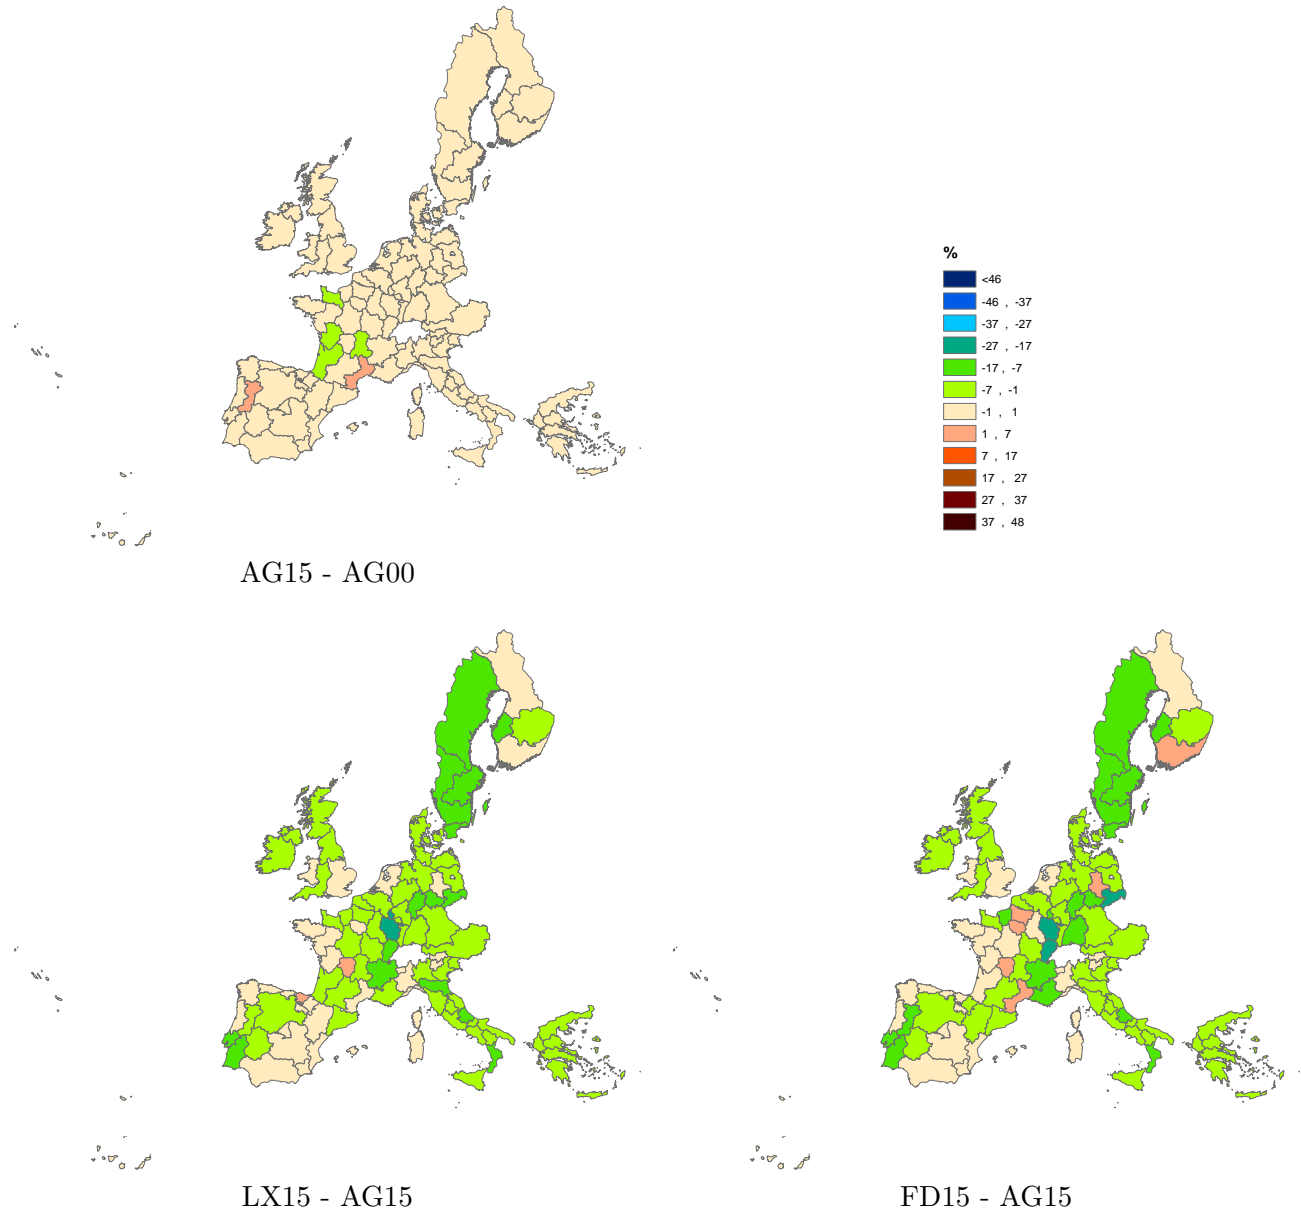 %
<46
-46 , -37
-37 , -27
-27 , -17
-17 , -7
-7 , -1
-1 , 1
1 , 7
7 , 17
17 , 27
27 , 37
37 , 48
AG15 - AG00
LX15 - AG15
FD15 - AG15